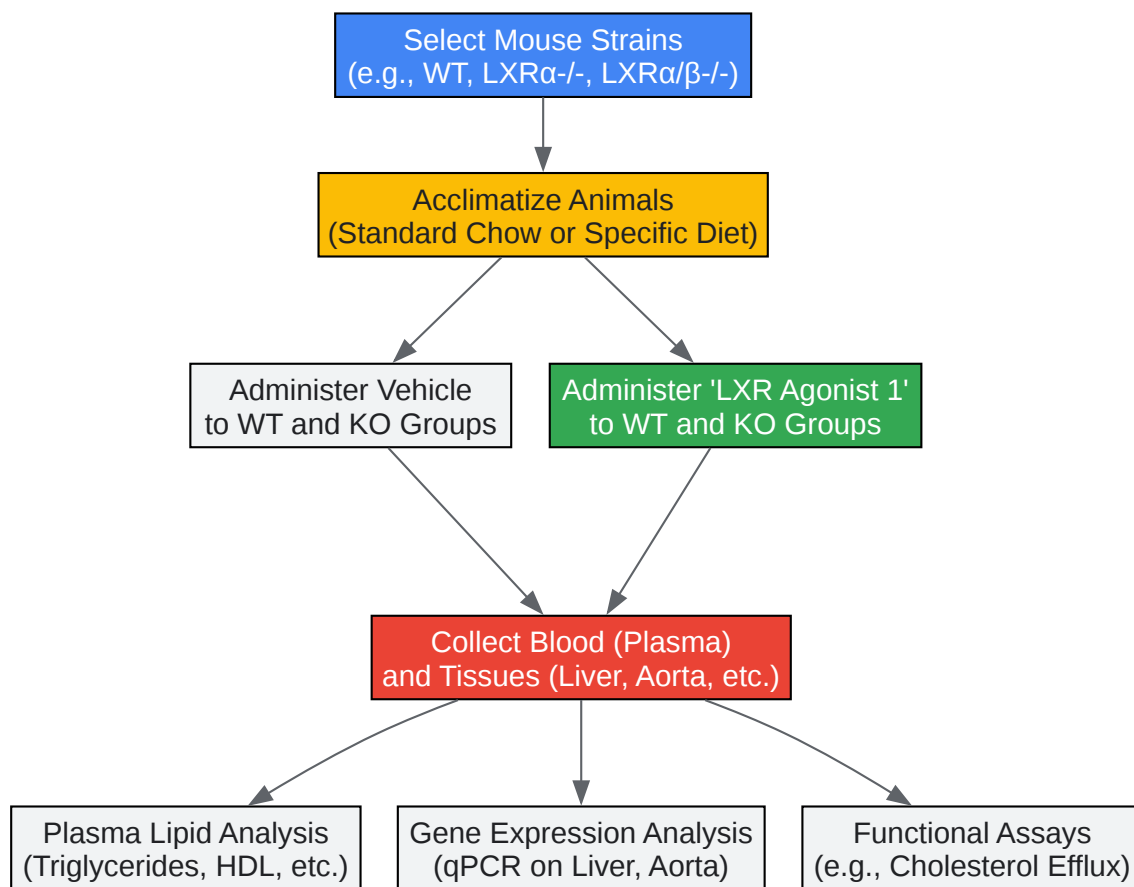 Select Mouse Strains
(e.g., WT, LXRα-/-, LXRα/β-/-)
Acclimatize Animals
(Standard Chow or Specific Diet)
Administer Vehicle
to WT and KO Groups
Administer 'LXR Agonist 1'
to WT and KO Groups
Collect Blood (Plasma)
and Tissues (Liver, Aorta, etc.)
Plasma Lipid Analysis
(Triglycerides, HDL, etc.)
Gene Expression Analysis
(qPCR on Liver, Aorta)
Functional Assays
(e.g., Cholesterol Efflux)